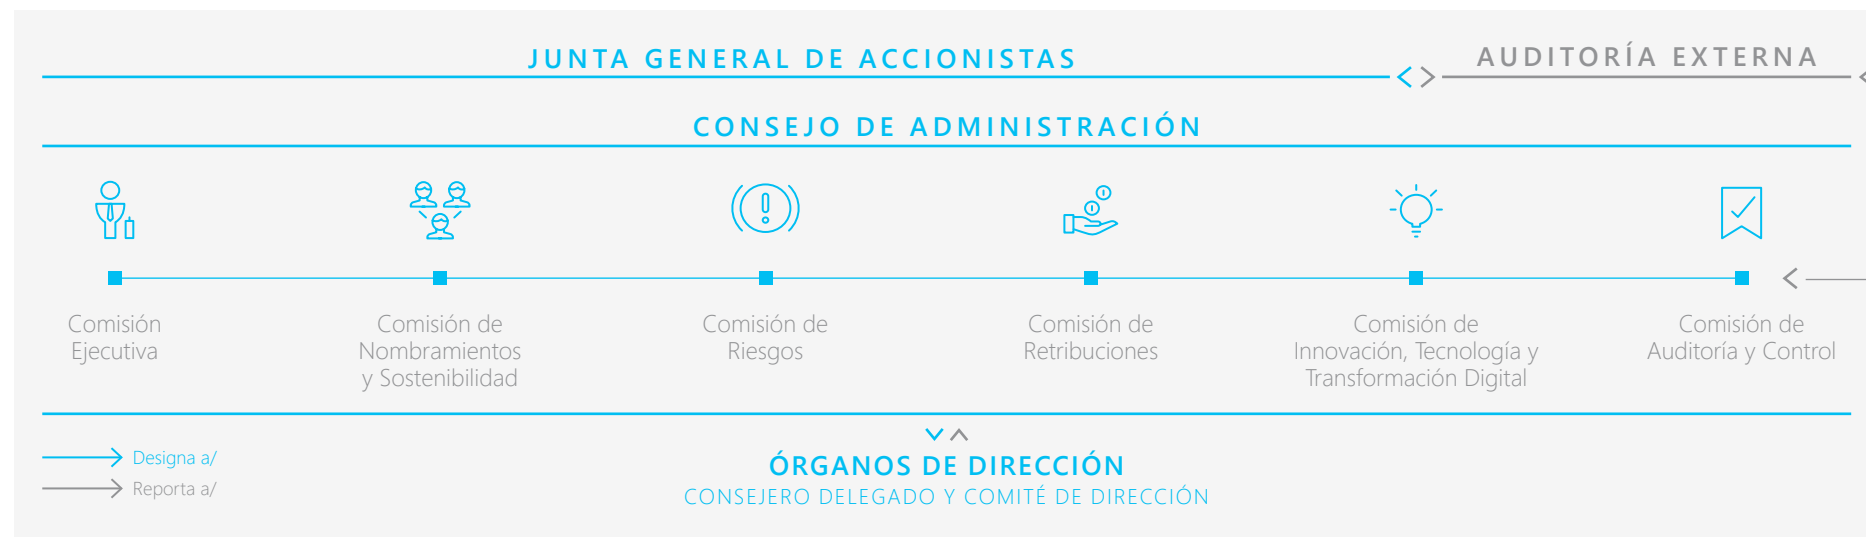 JUNTA GENERAL DE ACCIONISTAS
AUDITORÍA EXTERNA
CONSEJO DE ADMINISTRACIÓN
Comisión
Ejecutiva
Comisión de
Nombramientos
y Sostenibilidad
Comisión de
Riesgos
Comisión de
Retribuciones
Comisión de
Innovación, Tecnología y
Transformación Digital
Comisión de
Auditoría y Control
Designa a/
Reporta a/
ÓRGANOS DE DIRECCIÓN
CONSEJERO DELEGADO Y COMITÉ DE DIRECCIÓN